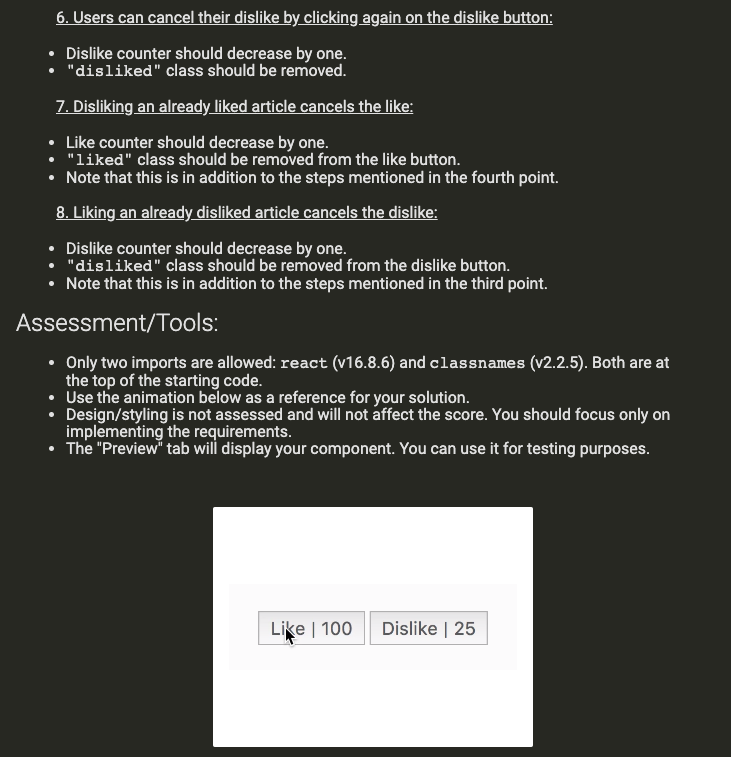 6. Users can cancel their dislike by clicking again on the dislike button:
• Dislike counter should decrease by one.
• "disliked" class should be removed.
7. Disliking an already liked article cancels the like:
• Like counter should decrease by one.
• "liked" class should be removed from the like button.
• Note that this is in addition to the steps mentioned in the fourth point.
8. Liking an already disliked article cancels the dislike:
• Dislike counter should decrease by one.
• "disliked" class should be removed from the dislike button.
• Note that this is in addition to the steps mentioned in the third point.
Assessment/Tools:
• Only two imports are allowed: react (v16.8.6) and classnames (v2.2.5). Both are at
the top of the starting code.
• Use the animation below as a reference for your solution.
• Design/styling is not assessed and will not affect the score. You should focus only on
implementing the requirements.
• The "Preview" tab will display your component. You can use it for testing purposes.
Like | 100 Dislike | 25